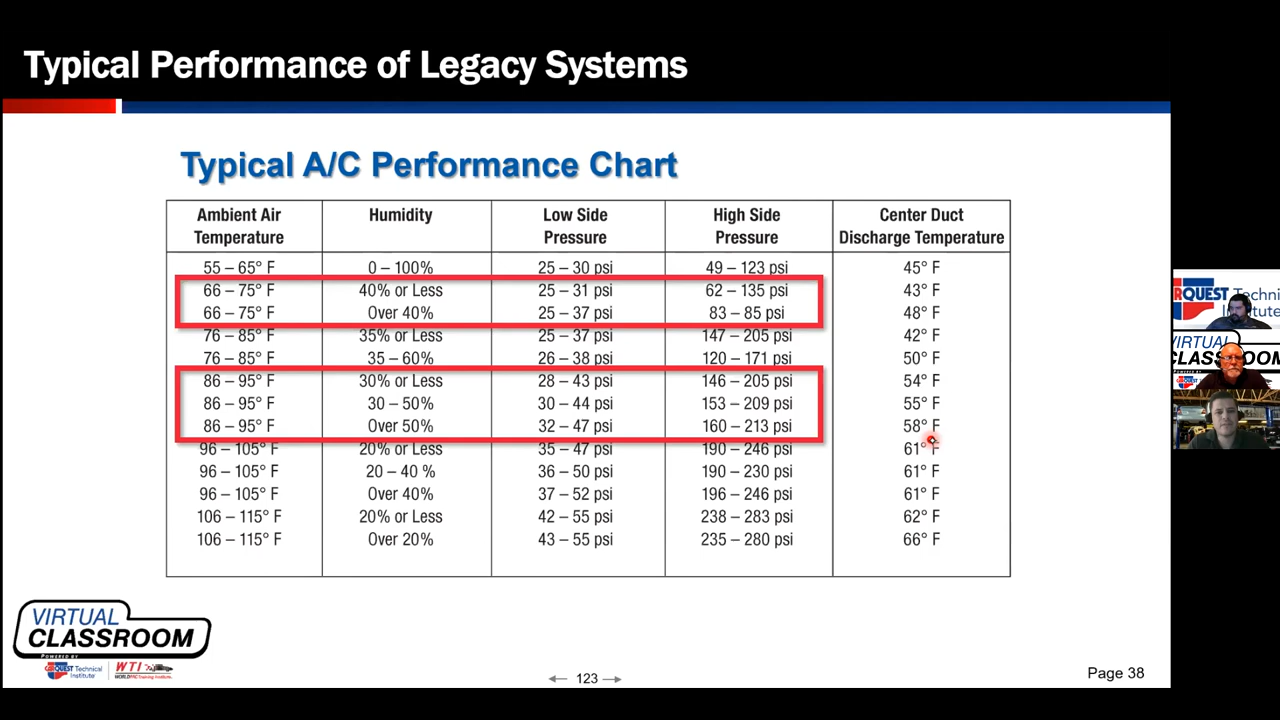 Typical Performance of Legacy Systems
Typical A/C Performance Chart
Ambient Air Temperature Humidity Low Side Pressure High Side Pressure Center Duct Discharge Temperature
55 – 65° F 0 – 100% 25 – 30 psi 49 – 123 psi 45° F
66 – 75° F 40% or Less 25 – 31 psi 62 – 135 psi 43° F
66 – 75° F Over 40% 25 – 37 psi 83 – 85 psi 48° F
76 – 85° F 35% or Less 25 – 37 psi 147 – 205 psi 42° F
76 – 85° F 35 – 60% 26 – 38 psi 120 – 171 psi 50° F
86 – 95° F 30% or Less 28 – 43 psi 146 – 205 psi 54° F
86 – 95° F 30 – 50% 30 – 44 psi 153 – 209 psi 55° F
86 – 95° F Over 50% 32 – 47 psi 160 – 213 psi 58° F
96 – 105° F 20% or Less 35 – 47 psi 190 – 246 psi 61° F
96 – 105° F 20 – 40 % 36 – 50 psi 190 – 230 psi 61° F
96 – 105° F Over 40% 37 – 52 psi 196 – 246 psi 61° F
106 – 115° F 20% or Less 42 – 55 psi 238 – 283 psi 62° F
106 – 115° F Over 20% 43 – 55 psi 235 – 280 psi 66° F
VIRTUAL
CLASSROOM
POWERED BY
CARQUEST Technical
Institute
WTI
WORLDPAC Training Institute
123
Page 38
RQUEST Technic
Institute
VIRTUAL
CLASSROOM